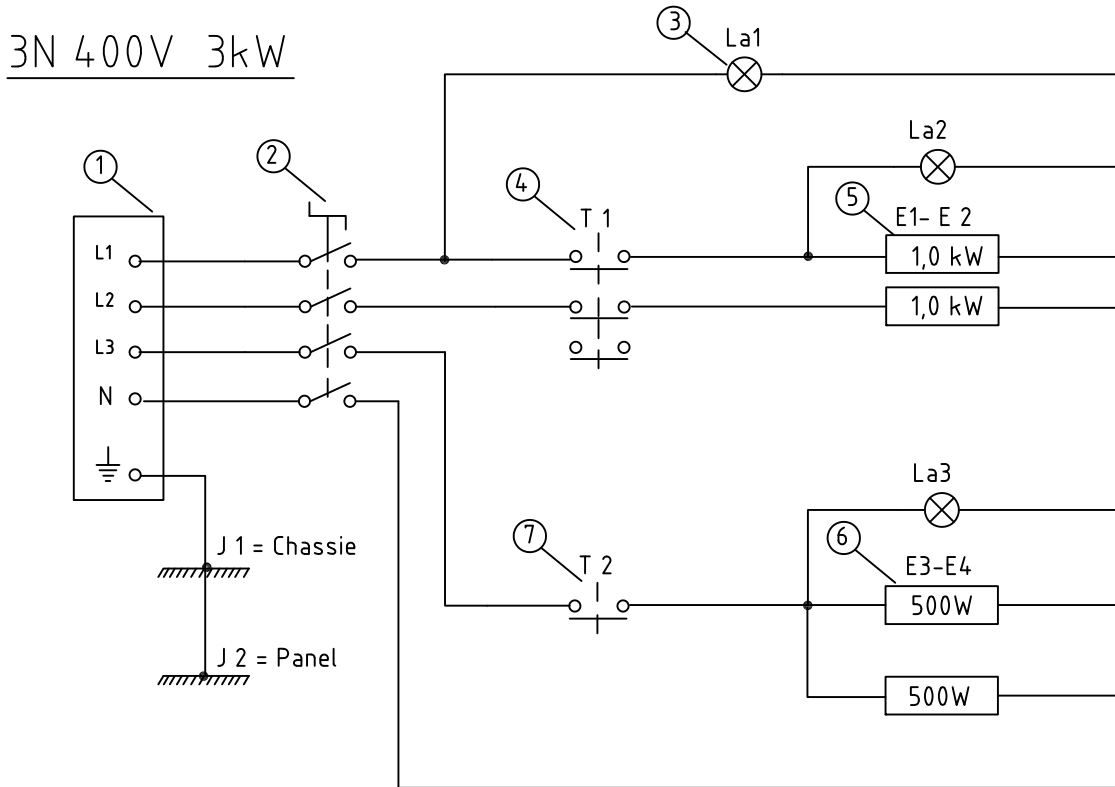 3N 400V 3kW
3
La1
La2
1
2
4
T 1
5
E1- E 2
L1
1,0 kW
L2
1,0 kW
L3
N
La3
J 1 = Chassie
7
T 2
6
E3-E4
500W
J 2 = Panel
500W